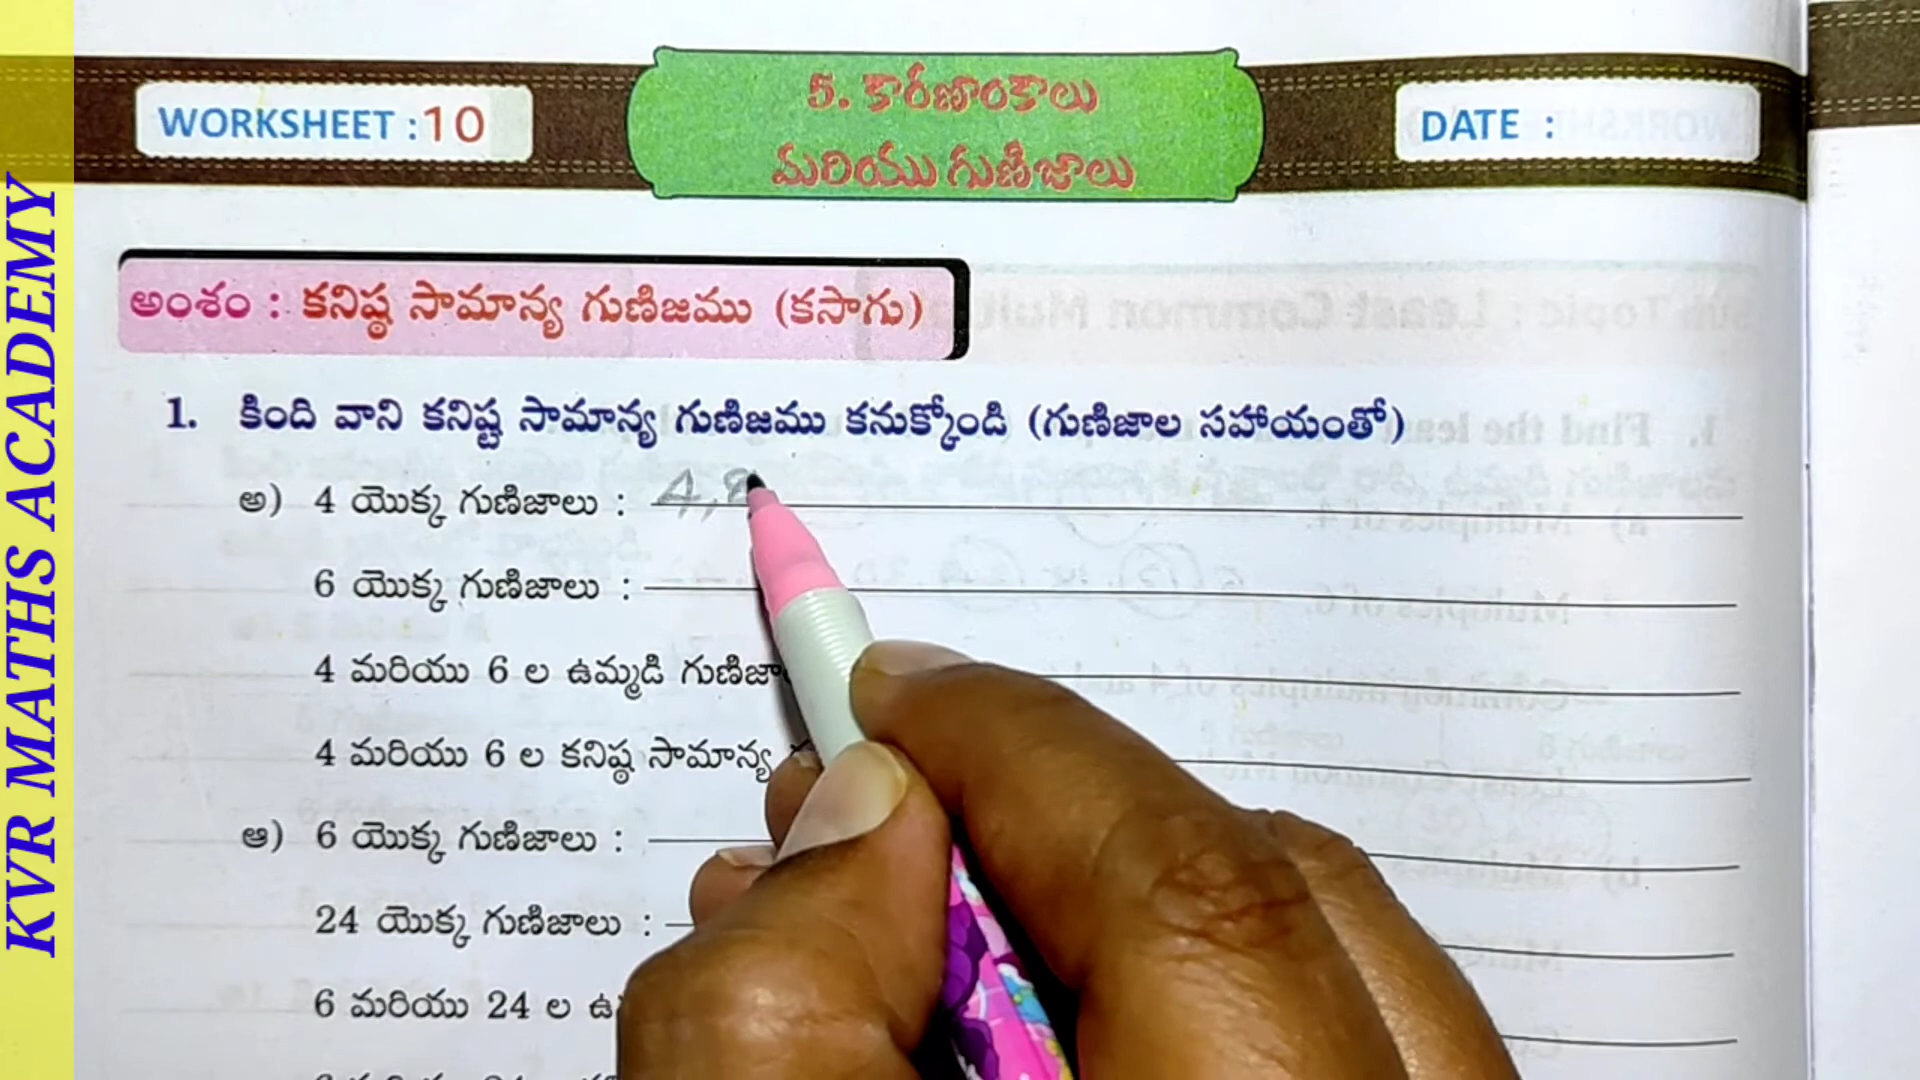 KVR MATHS ACADEMY
WORKSHEET : 10
5. కారణాంకాలు
మరియు గుణిజాలు
DATE :
అంశం : కనిష్ఠ సామాన్య గుణిజము (కసాగు)
1. కింది వాని కనిష్ట సామాన్య గుణిజము కనుక్కోండి (గుణిజాల సహాయంతో)
అ) 4 యొక్క గుణిజాలు : 4, 8
6 యొక్క గుణిజాలు :
4 మరియు 6 ల ఉమ్మడి
4 మరియు 6 ల కనిష్ఠ సామాన్య
ఆ) 6 యొక్క గుణిజాలు :
24 యొక్క గుణిజాలు :
6 మరియు 24 ల